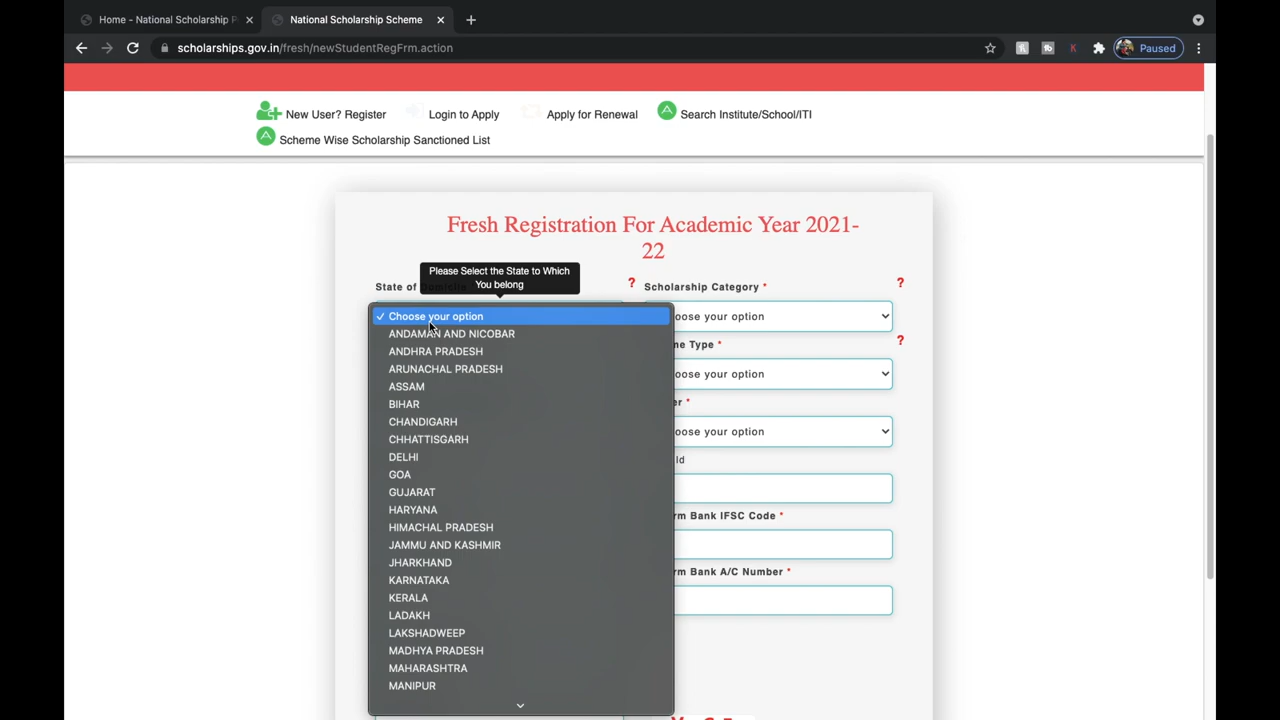 Home - National Scholarship P
National Scholarship Scheme
scholarships.gov.in/fresh/newStudentRegFrm.action
Paused
New User? Register
Login to Apply
Apply for Renewal
Search Institute/School/ITI
Scheme Wise Scholarship Sanctioned List
Fresh Registration For Academic Year 2021-
22
Please Select the State to Which
You belong
State of
? Scholarship Category * ?
✓ Choose your option
oose your option
ANDAMAN AND NICOBAR
ne Type * ?
ANDHRA PRADESH
ARUNACHAL PRADESH
oose your option
ASSAM
BIHAR
er *
CHANDIGARH
oose your option
CHHATTISGARH
DELHI
ld
GOA
GUJARAT
HARYANA
rm Bank IFSC Code *
HIMACHAL PRADESH
JAMMU AND KASHMIR
JHARKHAND
rm Bank A/C Number *
KARNATAKA
KERALA
LADAKH
LAKSHADWEEP
MADHYA PRADESH
MAHARASHTRA
MANIPUR